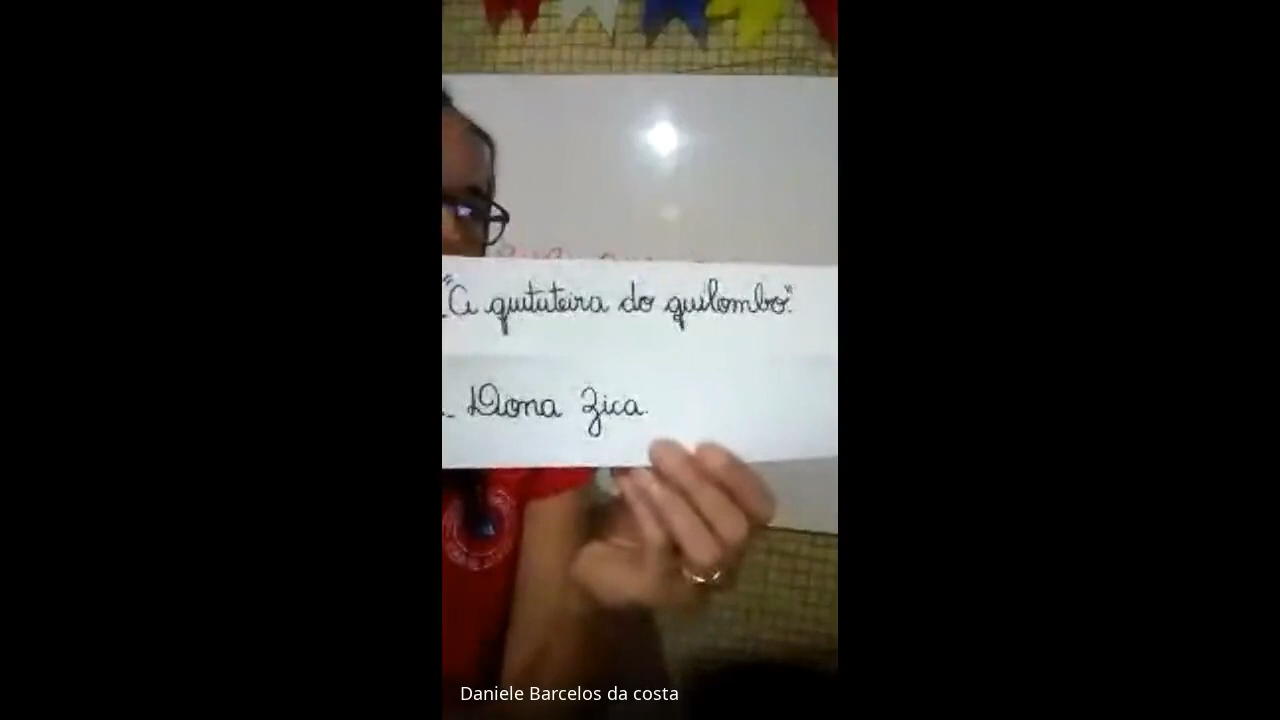 "A quituteira do quilombo".
- Dona Zica.
Daniele Barcelos da costa